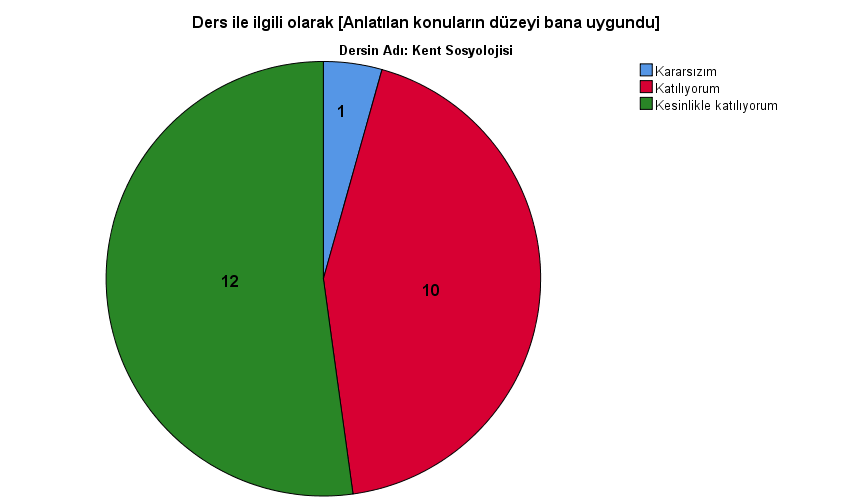 Ders ile ilgili olarak [Anlatılan konuların düzeyi bana uygundu]
Dersin Adı: Kent Sosyolojisi
Kararsızım
Katılıyorum
Kesinlikle katılıyorum
1
12
10